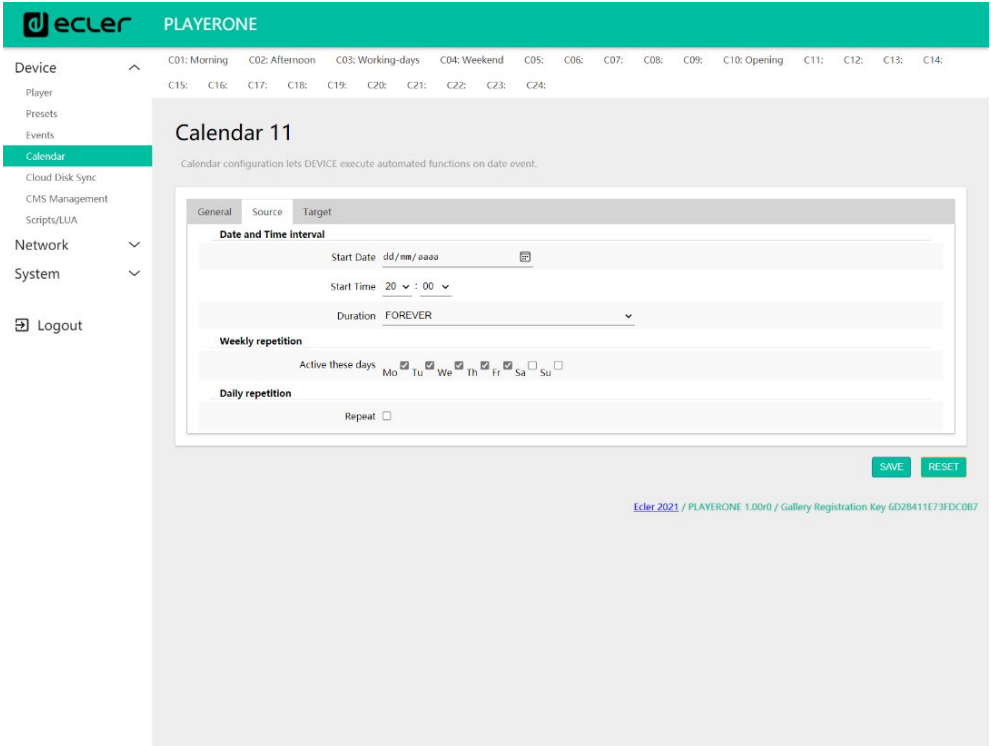 ecler PLAYERONE
Device
Player
Presets
Events
Calendar
Cloud Disk Sync
CMS Management
Scripts/LUA
Network
System
Logout
C01: Morning C02: Afternoon C03: Working-days C04: Weekend C05: C06: C07: C08: C09: C10: Opening C11: C12: C13: C14:
C15: C16: C17: C18: C19: C20: C21: C22: C23: C24:
Calendar 11
Calendar configuration lets DEVICE execute automated functions on date event.
General Source Target
Date and Time interval
Start Date dd/mm/aaaa
Start Time 20 : 00
Duration FOREVER
Weekly repetition
Active these days Mo Tu We Th Fr Sa Su
Daily repetition
Repeat
SAVE RESET
Ecler 2021 / PLAYERONE 1.00r0 / Gallery Registration Key 6D28411E73FDC0B7